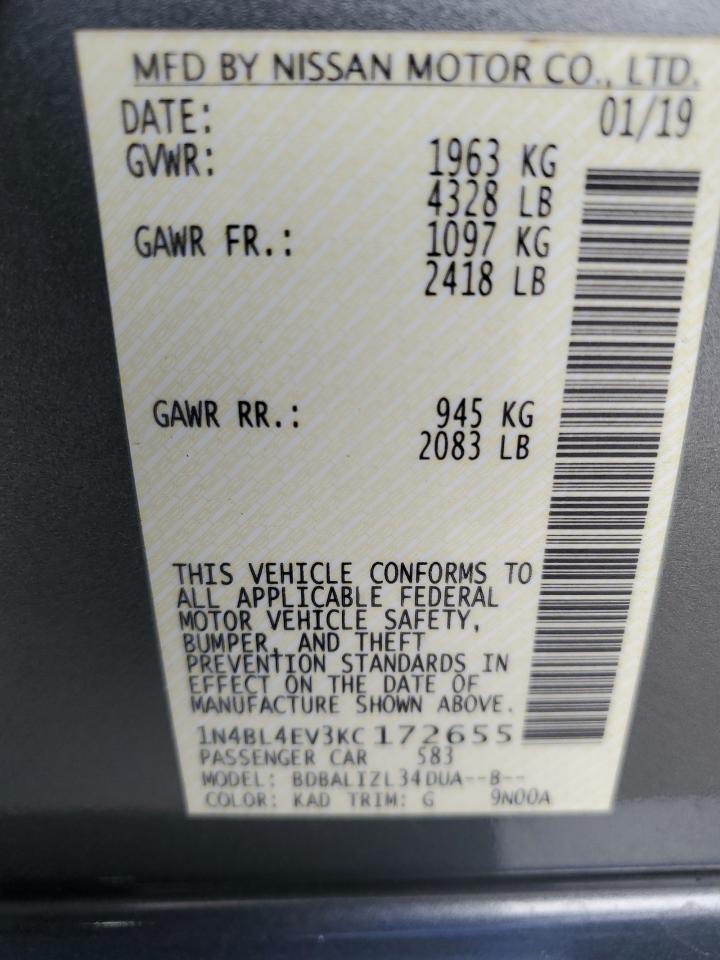 MFD BY NISSAN MOTOR CO., LTD.
DATE: 01/19
GVWR: 1963 KG
4328 LB
GAWR FR.: 1097 KG
2418 LB
GAWR RR.: 945 KG
2083 LB
THIS VEHICLE CONFORMS TO
ALL APPLICABLE FEDERAL
MOTOR VEHICLE SAFETY,
BUMPER, AND THEFT
PREVENTION STANDARDS IN
EFFECT ON THE DATE OF
MANUFACTURE SHOWN ABOVE.
1N4BL4EV3KC172655
PASSENGER CAR 583
MODEL: BDBALIZL34DUA--B--
COLOR: KAD TRIM: G 9N00A